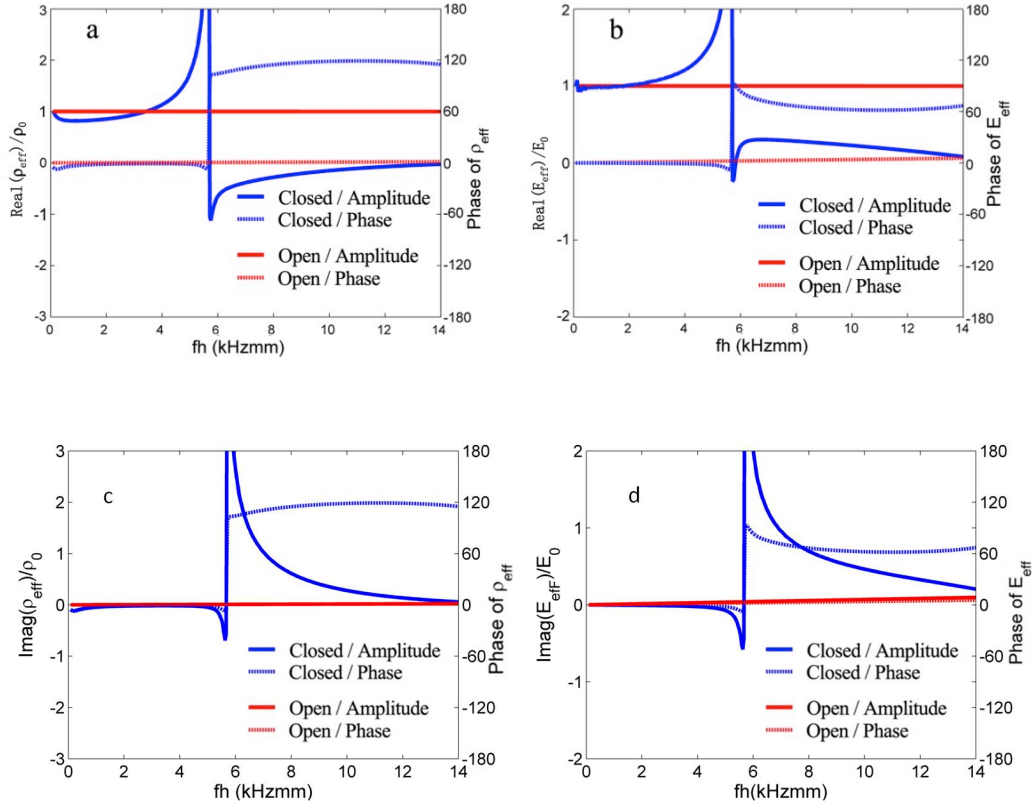 a
3
2
1
0
-1
-2
-3
Real(ρeff)/ρ0
180
120
60
0
-60
-120
-180
Phase of ρeff
Closed / Amplitude
Closed / Phase
Open / Amplitude
Open / Phase
0 2 4 6 8 10 12 14
fh (kHzmm)
b
2
1
0
-1
-2
Real(Eeff)/E0
180
120
60
0
-60
-120
-180
Phase of Eeff
Closed / Amplitude
Closed / Phase
Open / Amplitude
Open / Phase
0 2 4 6 8 10 12 14
fh (kHzmm)
c
3
2
1
0
-1
-2
-3
Imag(ρeff)/ρ0
180
120
60
0
-60
-120
-180
Phase of ρeff
Closed / Amplitude
Closed / Phase
Open / Amplitude
Open / Phase
0 2 4 6 8 10 12 14
fh (kHzmm)
d
2
1
0
-1
-2
Imag(EefF)/E0
180
120
60
0
-60
-120
-180
Phase of Eeff
Closed / Amplitude
Closed / Phase
Open / Amplitude
Open / Phase
0 2 4 6 8 10 12 14
fh(kHzmm)